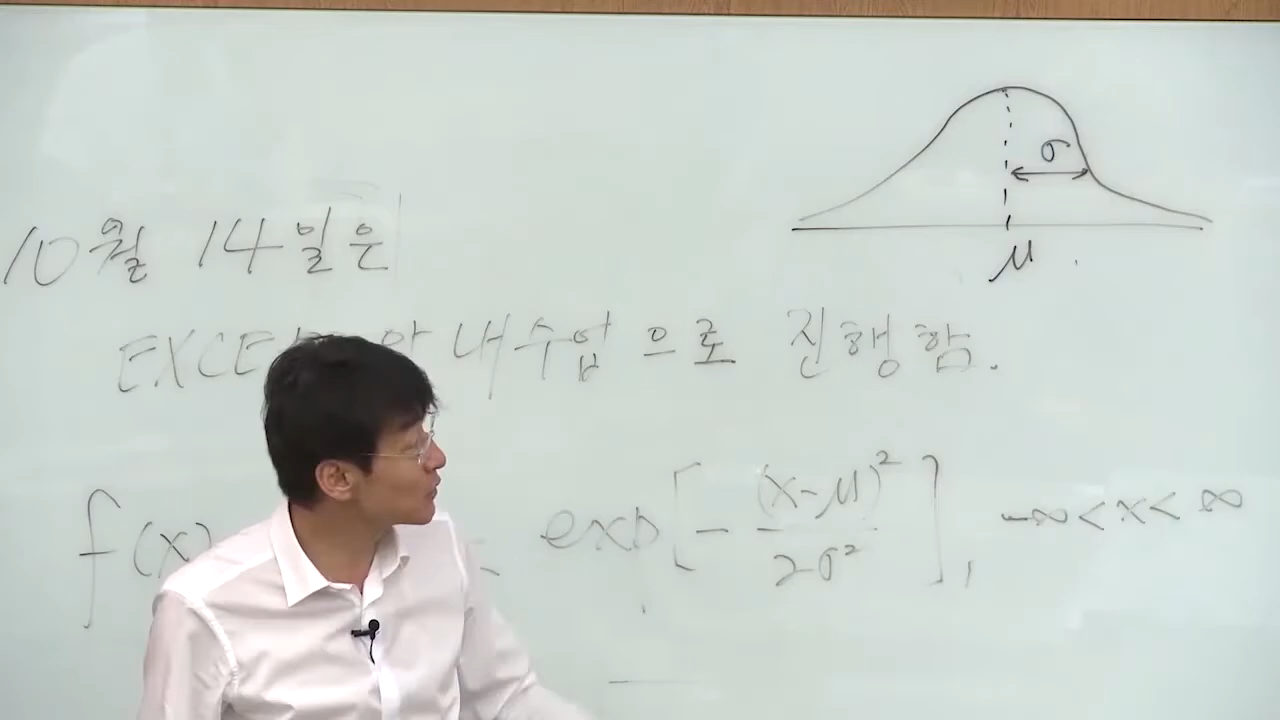 σ
μ
10월 14일은
EXCEL 안내수업으로 진행함.
f(x) exp[-(x-μ)²/2σ²], -∞<x<∞